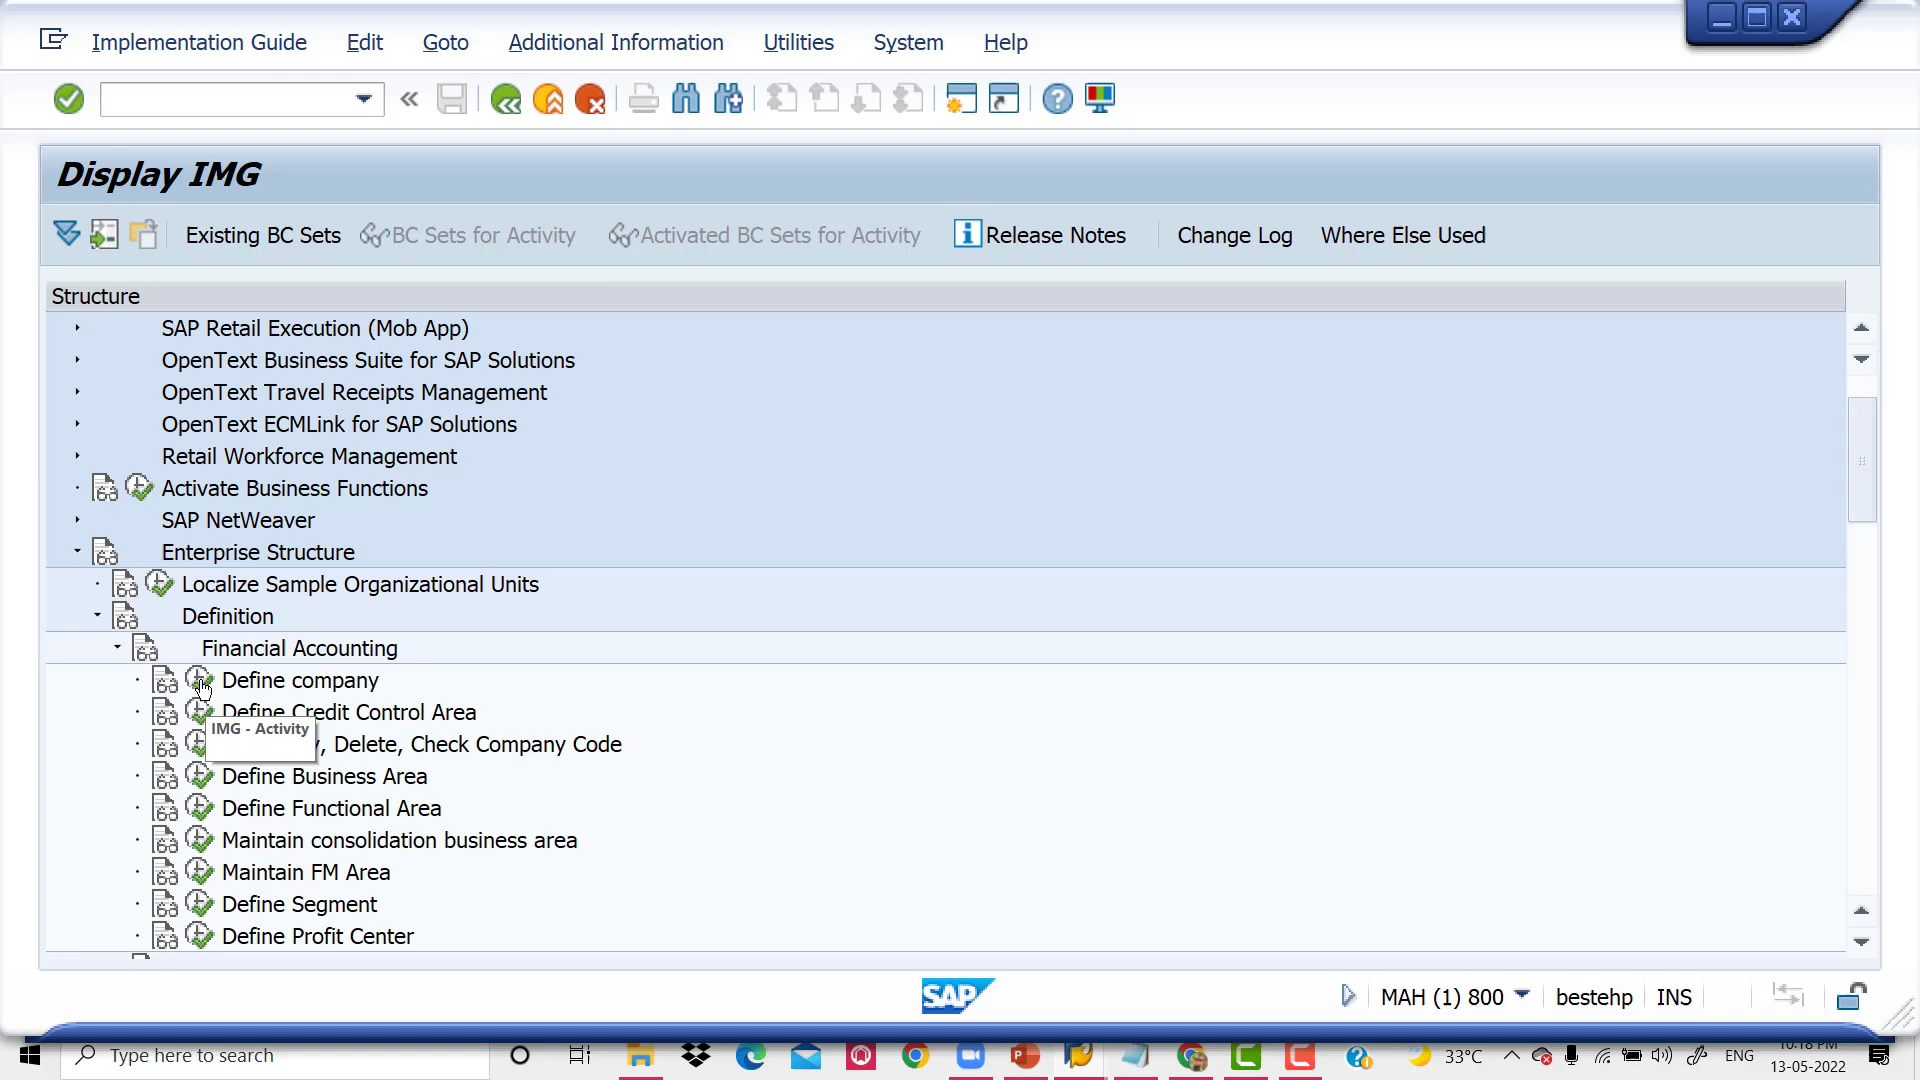 Implementation Guide Edit Goto Additional Information Utilities System Help
Display IMG
Existing BC Sets BC Sets for Activity Activated BC Sets for Activity Release Notes Change Log Where Else Used
Structure
SAP Retail Execution (Mob App)
OpenText Business Suite for SAP Solutions
OpenText Travel Receipts Management
OpenText ECMLink for SAP Solutions
Retail Workforce Management
Activate Business Functions
SAP NetWeaver
Enterprise Structure
Localize Sample Organizational Units
Definition
Financial Accounting
Define company
Define Credit Control Area
IMG - Activity
, Delete, Check Company Code
Define Business Area
Define Functional Area
Maintain consolidation business area
Maintain FM Area
Define Segment
Define Profit Center
SAP MAH (1) 800 bestehp INS
Type here to search 33°C ENG 10:18 PM
13-05-2022